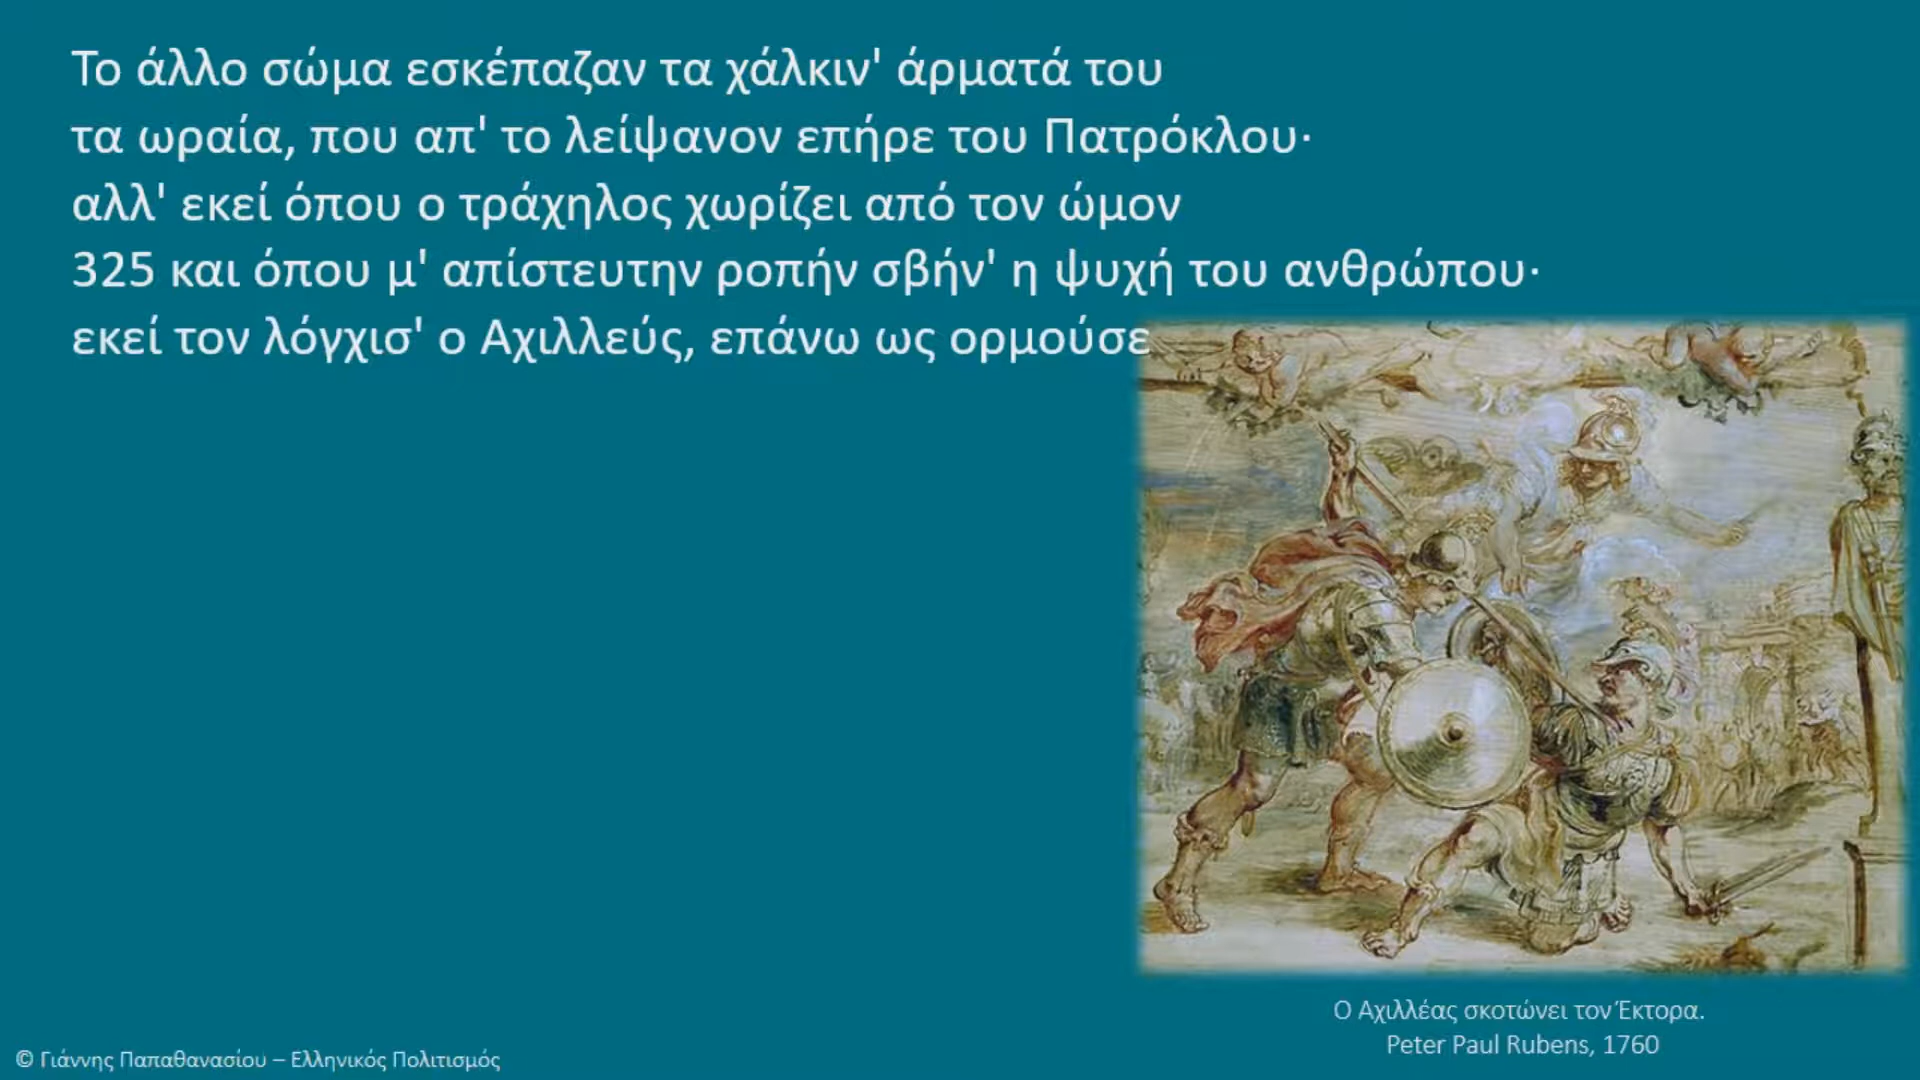 Το άλλο σώμα εσκέπαζαν τα χάλκιν' άρματά του
τα ωραία, που απ' το λείψανον επήρε του Πατρόκλου·
αλλ' εκεί όπου ο τράχηλος χωρίζει από τον ώμον
325 και όπου μ' απίστευτην ροπήν σβήν' η ψυχή του ανθρώπου·
εκεί τον λόγχισ' ο Αχιλλεύς, επάνω ως ορμούσε
Ο Αχιλλέας σκοτώνει τον Έκτορα.
Peter Paul Rubens, 1760
© Γιάννης Παπαθανασίου – Ελληνικός Πολιτισμός